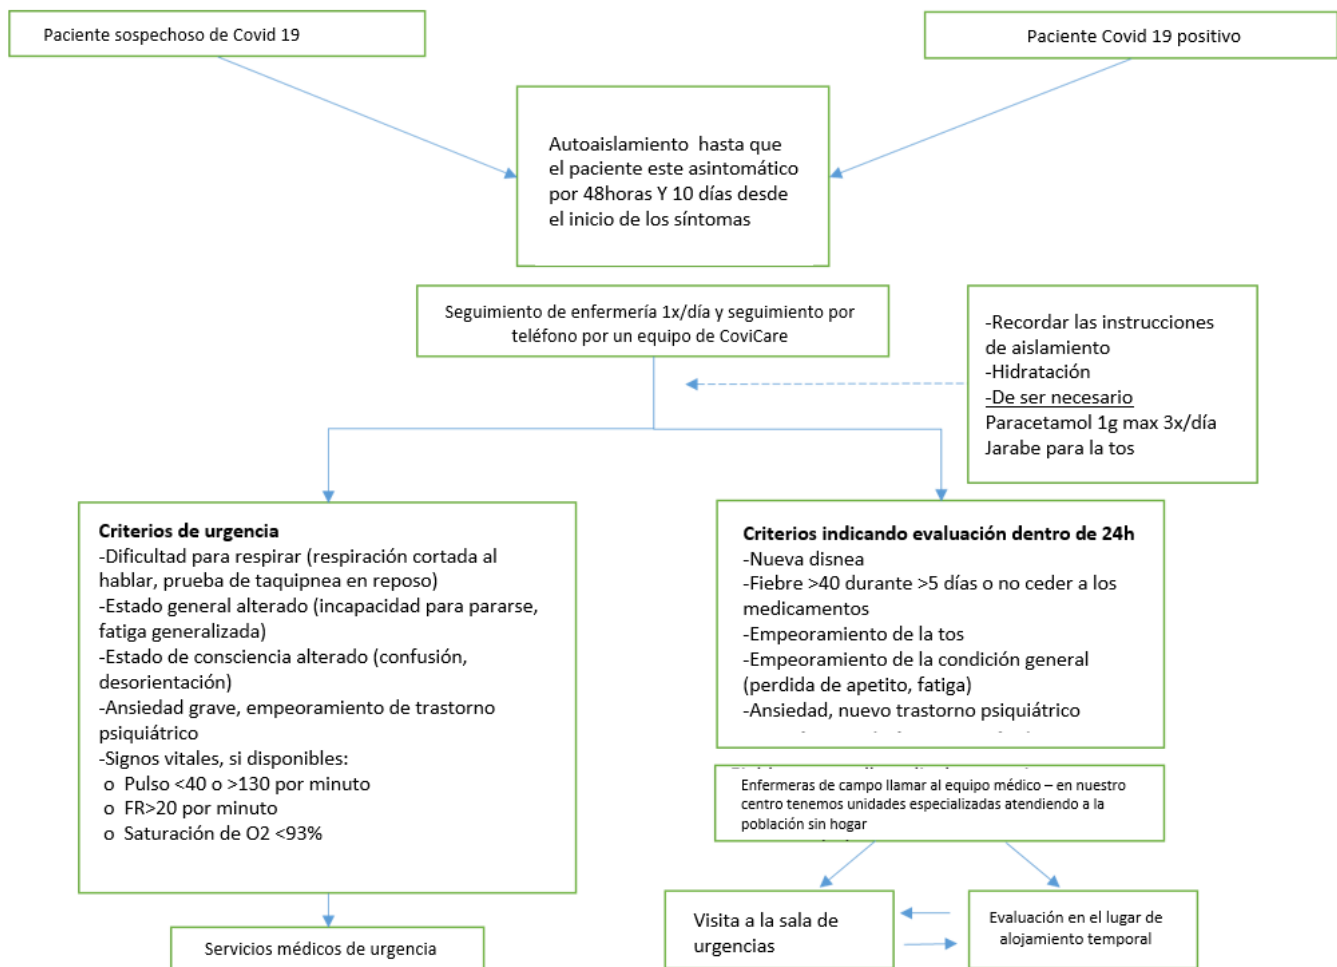 Paciente sospechoso de Covid 19
Paciente Covid 19 positivo
Autoaislamiento hasta que
el paciente este asintomático
por 48horas Y 10 días desde
el inicio de los síntomas
Seguimiento de enfermería 1x/día y seguimiento por
teléfono por un equipo de CoviCare
-Recordar las instrucciones
de aislamiento
-Hidratación
-De ser necesario
Paracetamol 1g max 3x/día
Jarabe para la tos
Criterios de urgencia
-Dificultad para respirar (respiración cortada al
hablar, prueba de taquipnea en reposo)
-Estado general alterado (incapacidad para pararse,
fatiga generalizada)
-Estado de consciencia alterado (confusión,
desorientación)
-Ansiedad grave, empeoramiento de trastorno
psiquiátrico
-Signos vitales, si disponibles:
o Pulso <40 o >130 por minuto
o FR>20 por minuto
o Saturación de O2 <93%
Criterios indicando evaluación dentro de 24h
-Nueva disnea
-Fiebre >40 durante >5 días o no ceder a los
medicamentos
-Empeoramiento de la tos
-Empeoramiento de la condición general
(perdida de apetito, fatiga)
-Ansiedad, nuevo trastorno psiquiátrico
Enfermeras de campo llamar al equipo médico – en nuestro
centro tenemos unidades especializadas atendiendo a la
población sin hogar
Servicios médicos de urgencia
Visita a la sala de
urgencias
Evaluación en el lugar de
alojamiento temporal